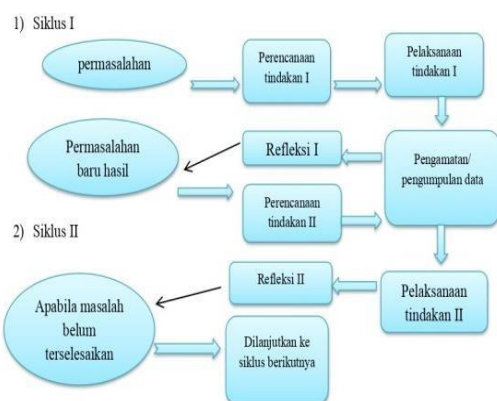 1) Siklus I
permasalahan
Perencanaan
tindakan I
Pelaksanaan
tindakan I
Permasalahan
baru hasil
Refleksi I
Pengamatan/
pengumpulan data
Perencanaan
tindakan II
2) Siklus II
Apabila masalah
belum
terselesaikan
Refleksi II
Pelaksanaan
tindakan II
Dilanjutkan ke
siklus berikutnya